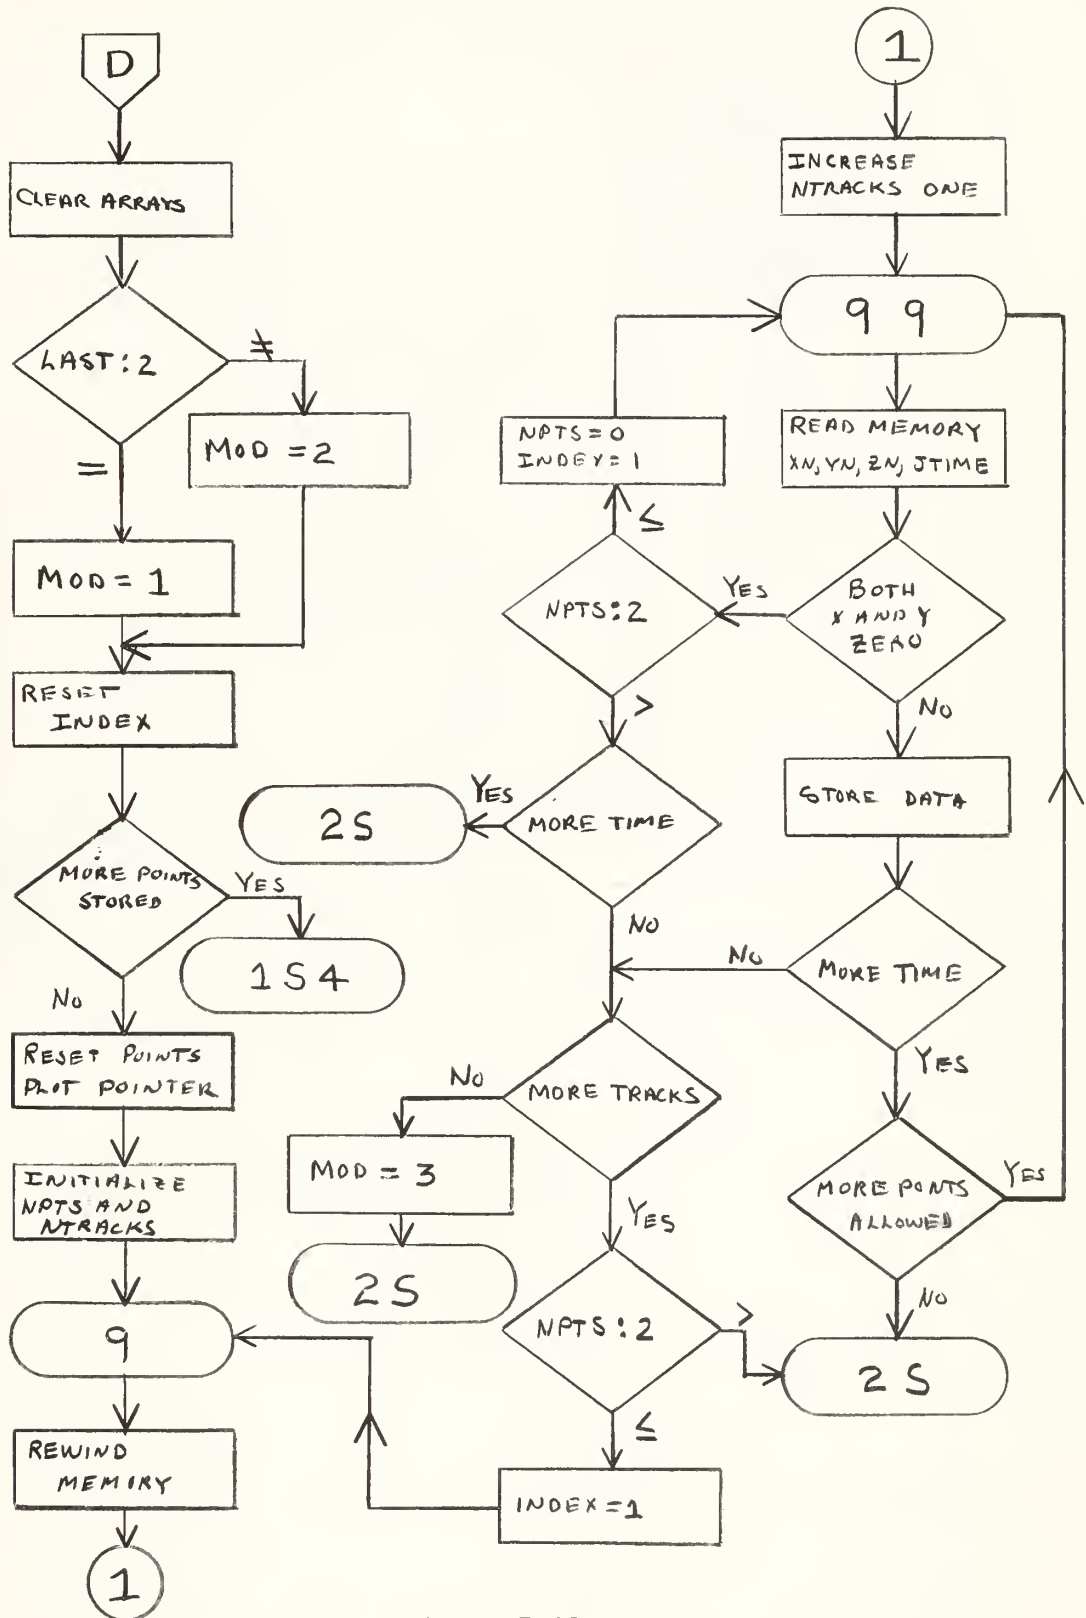 D
CLEAR ARRAYS
LAST : 2
≠
MOD = 2
=
MOD = 1
RESET
INDEX
MORE POINTS
STORED
YES
1S4
NO
RESET POINTS
PLOT POINTER
INITIALIZE
NPTS AND
NTRACKS
9
REWIND
MEMORY
1
1
INCREASE
NTRACKS ONE
99
READ MEMORY
XN, YN, ZN, JTIME
BOTH
X AND Y
ZERO
YES
NO
NPTS : 2
≤
NPTS = 0
INDEX = 1
>
MORE TIME
YES
2S
NO
STORE DATA
MORE TIME
NO
YES
MORE PONTS
ALLOWED
YES
NO
2S
MORE TRACKS
NO
MOD = 3
2S
YES
NPTS : 2
>
≤
INDEX = 1